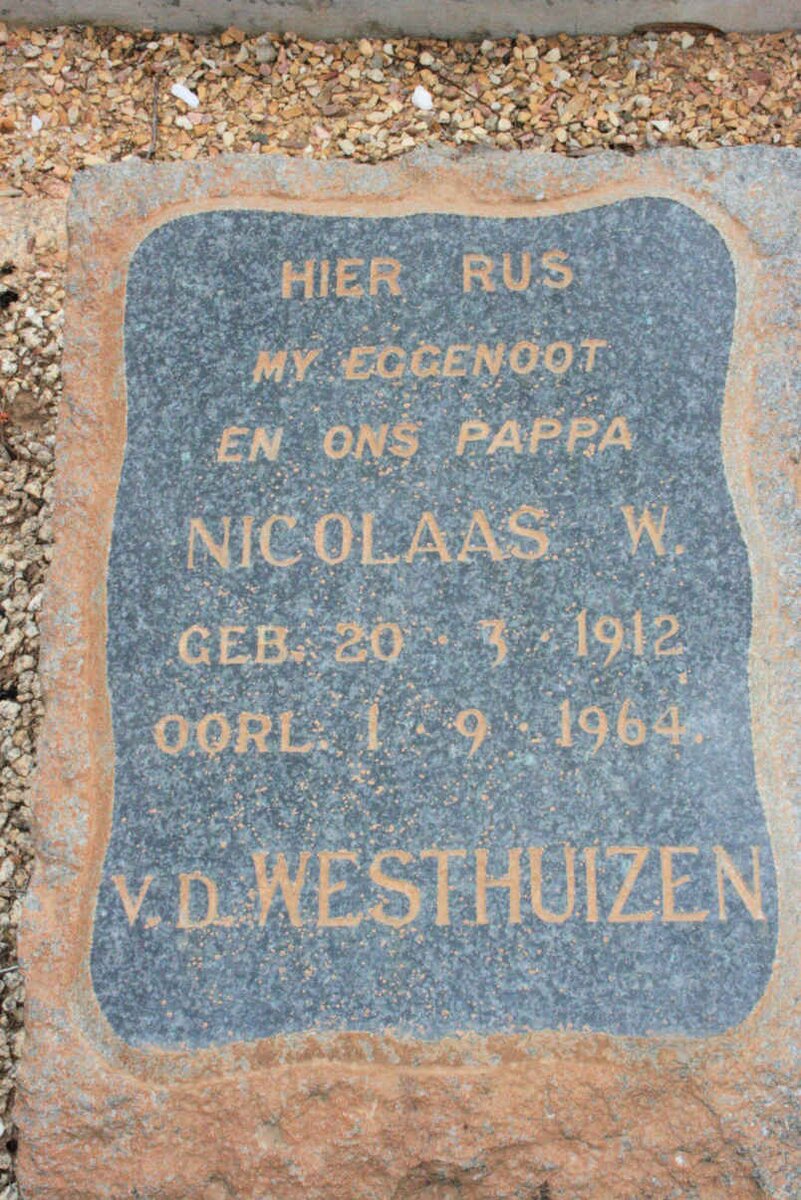 HIER RUS
MY EGGENOOT
EN ONS PAPPA
NICOLAAS W.
GEB. 20 · 3 · 1912
OORL. 1 · 9 · 1964.
V.D. WESTHUIZEN